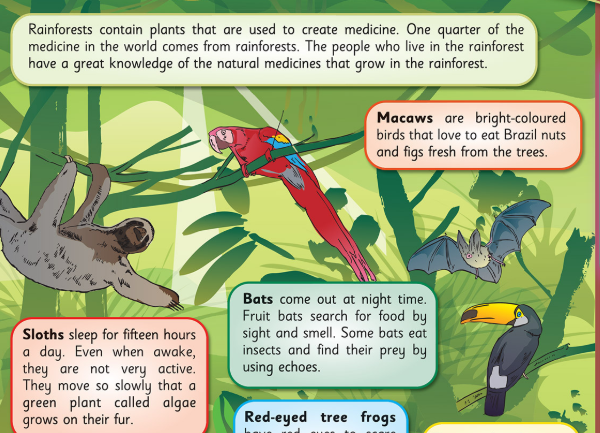 Rainforests contain plants that are used to create medicine. One quarter of the
medicine in the world comes from rainforests. The people who live in the rainforest
have a great knowledge of the natural medicines that grow in the rainforest.
Macaws are bright-coloured
birds that love to eat Brazil nuts
and figs fresh from the trees.
Bats come out at night time.
Fruit bats search for food by
sight and smell. Some bats eat
insects and find their prey by
using echoes.
Sloths sleep for fifteen hours
a day. Even when awake,
they are not very active.
They move so slowly that a
green plant called algae
grows on their fur.
Red-eyed tree frogs
have red eyes to scare